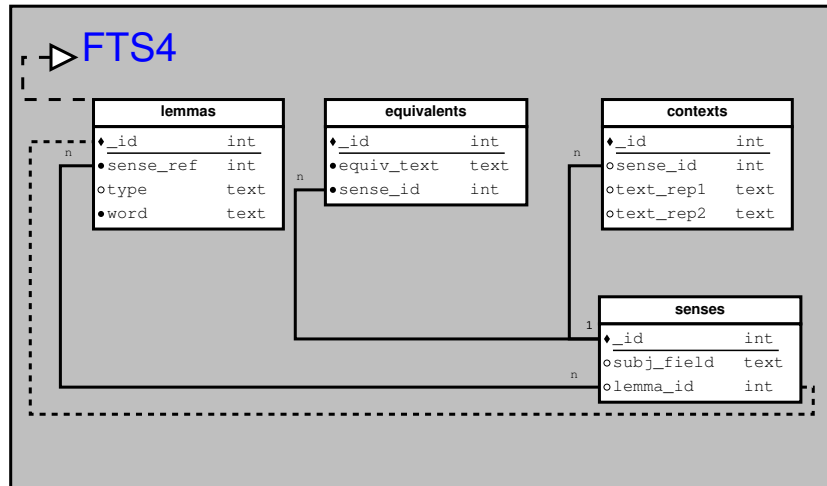 FTS4
lemmas
_id int
sense_ref int
type text
word text
n
equivalents
_id int
equiv_text text
sense_id int
n
contexts
_id int
sense_id int
text_rep1 text
text_rep2 text
n
senses
_id int
subj_field text
lemma_id int
1
n